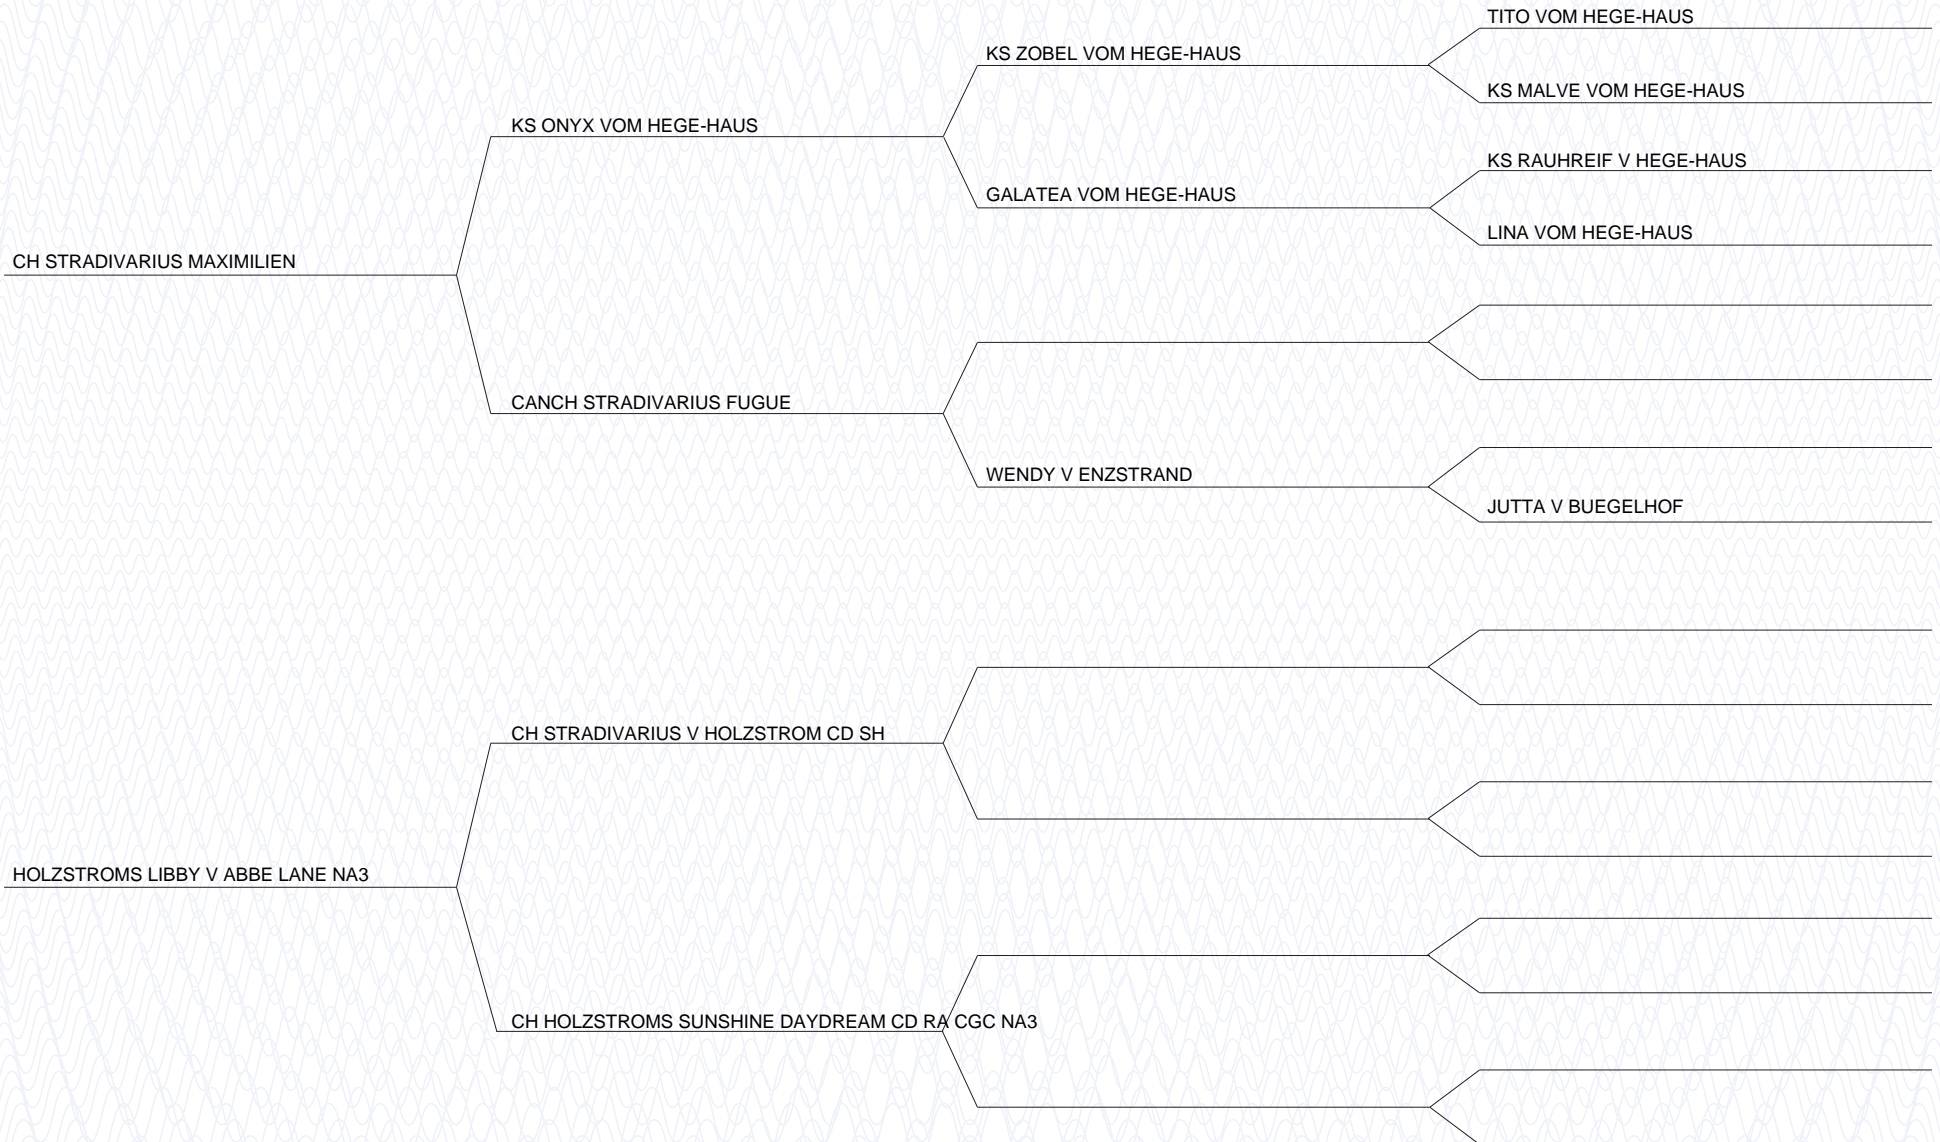 TITO VOM HEGE-HAUS
KS ZOBEL VOM HEGE-HAUS
KS MALVE VOM HEGE-HAUS
KS ONYX VOM HEGE-HAUS
KS RAUHREIF V HEGE-HAUS
GALATEA VOM HEGE-HAUS
LINA VOM HEGE-HAUS
CH STRADIVARIUS MAXIMILIEN
CANCH STRADIVARIUS FUGUE
WENDY V ENZSTRAND
JUTTA V BUEGELHOF
CH STRADIVARIUS V HOLZSTROM CD SH
HOLZSTROMS LIBBY V ABBE LANE NA3
CH HOLZSTROMS SUNSHINE DAYDREAM CD RA CGC NA3